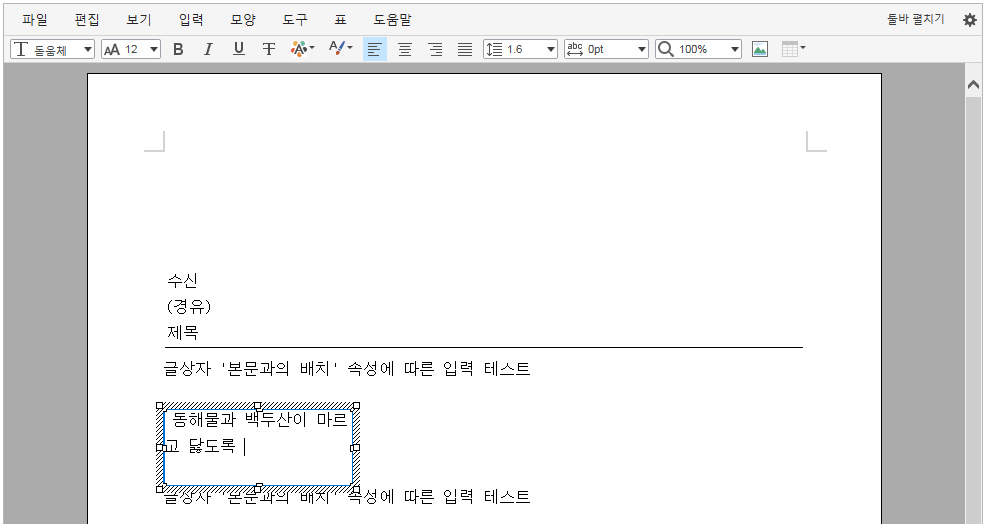 파일 편집 보기 입력 모양 도구 표 도움말 툴바 펼치기
돋움체 12 1.6 0pt 100%
수신
(경유)
제목
글상자 '본문과의 배치' 속성에 따른 입력 테스트
동해물과 백두산이 마르
고 닳도록
글상자 '본문과의 배치' 속성에 따른 입력 테스트